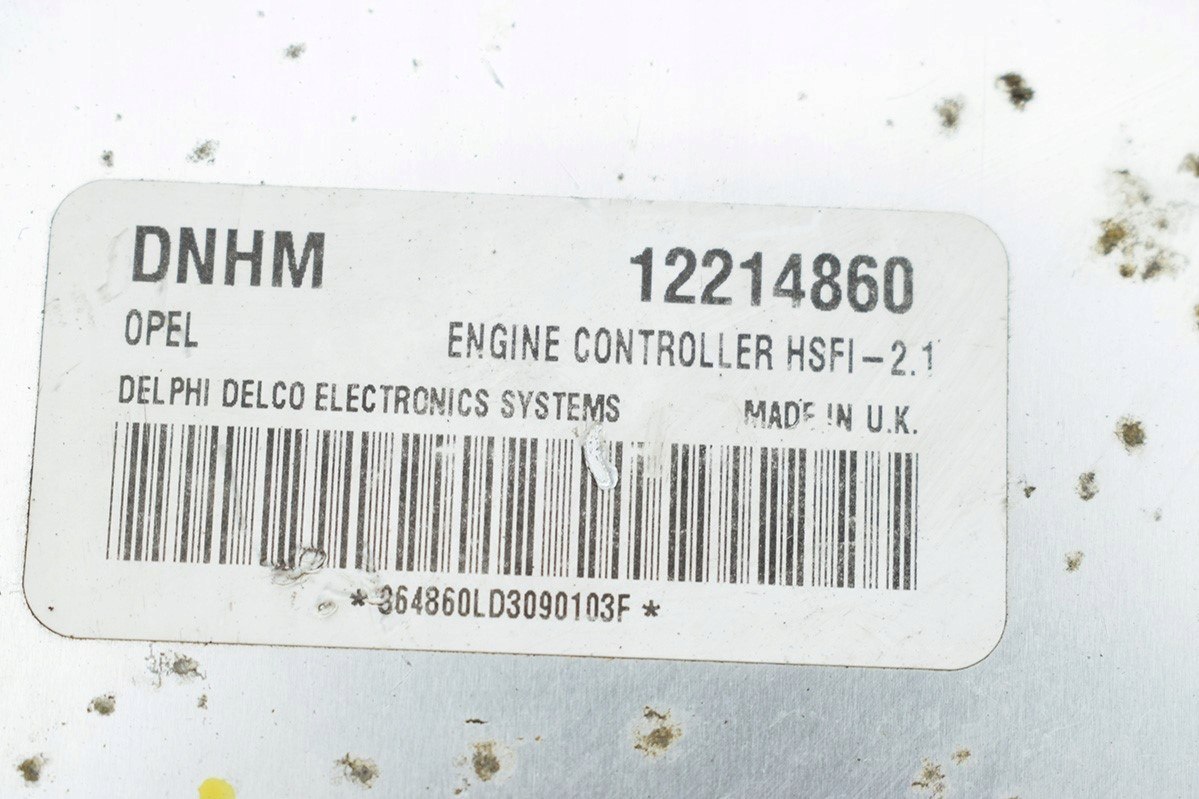 DNHM 12214860
OPEL ENGINE CONTROLLER HSFI-2.1
DELPHI DELCO ELECTRONICS SYSTEMS MADE IN U.K.
* 364860LD3090103F *